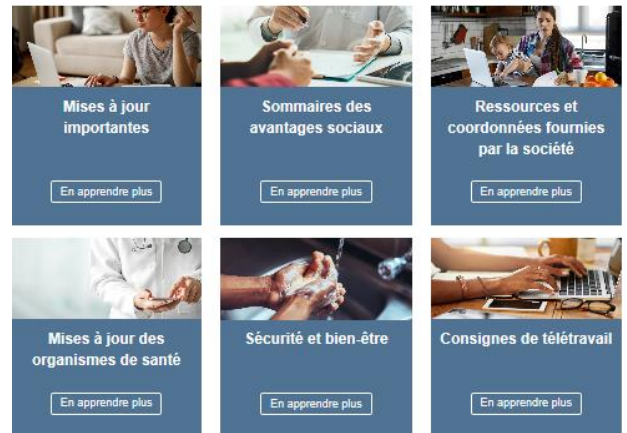 Mises à jour
importantes
En apprendre plus
Sommaires des
avantages sociaux
En apprendre plus
Ressources et
coordonnées fournies
par la société
En apprendre plus
Mises à jour des
organismes de santé
En apprendre plus
Sécurité et bien-être
En apprendre plus
Consignes de télétravail
En apprendre plus